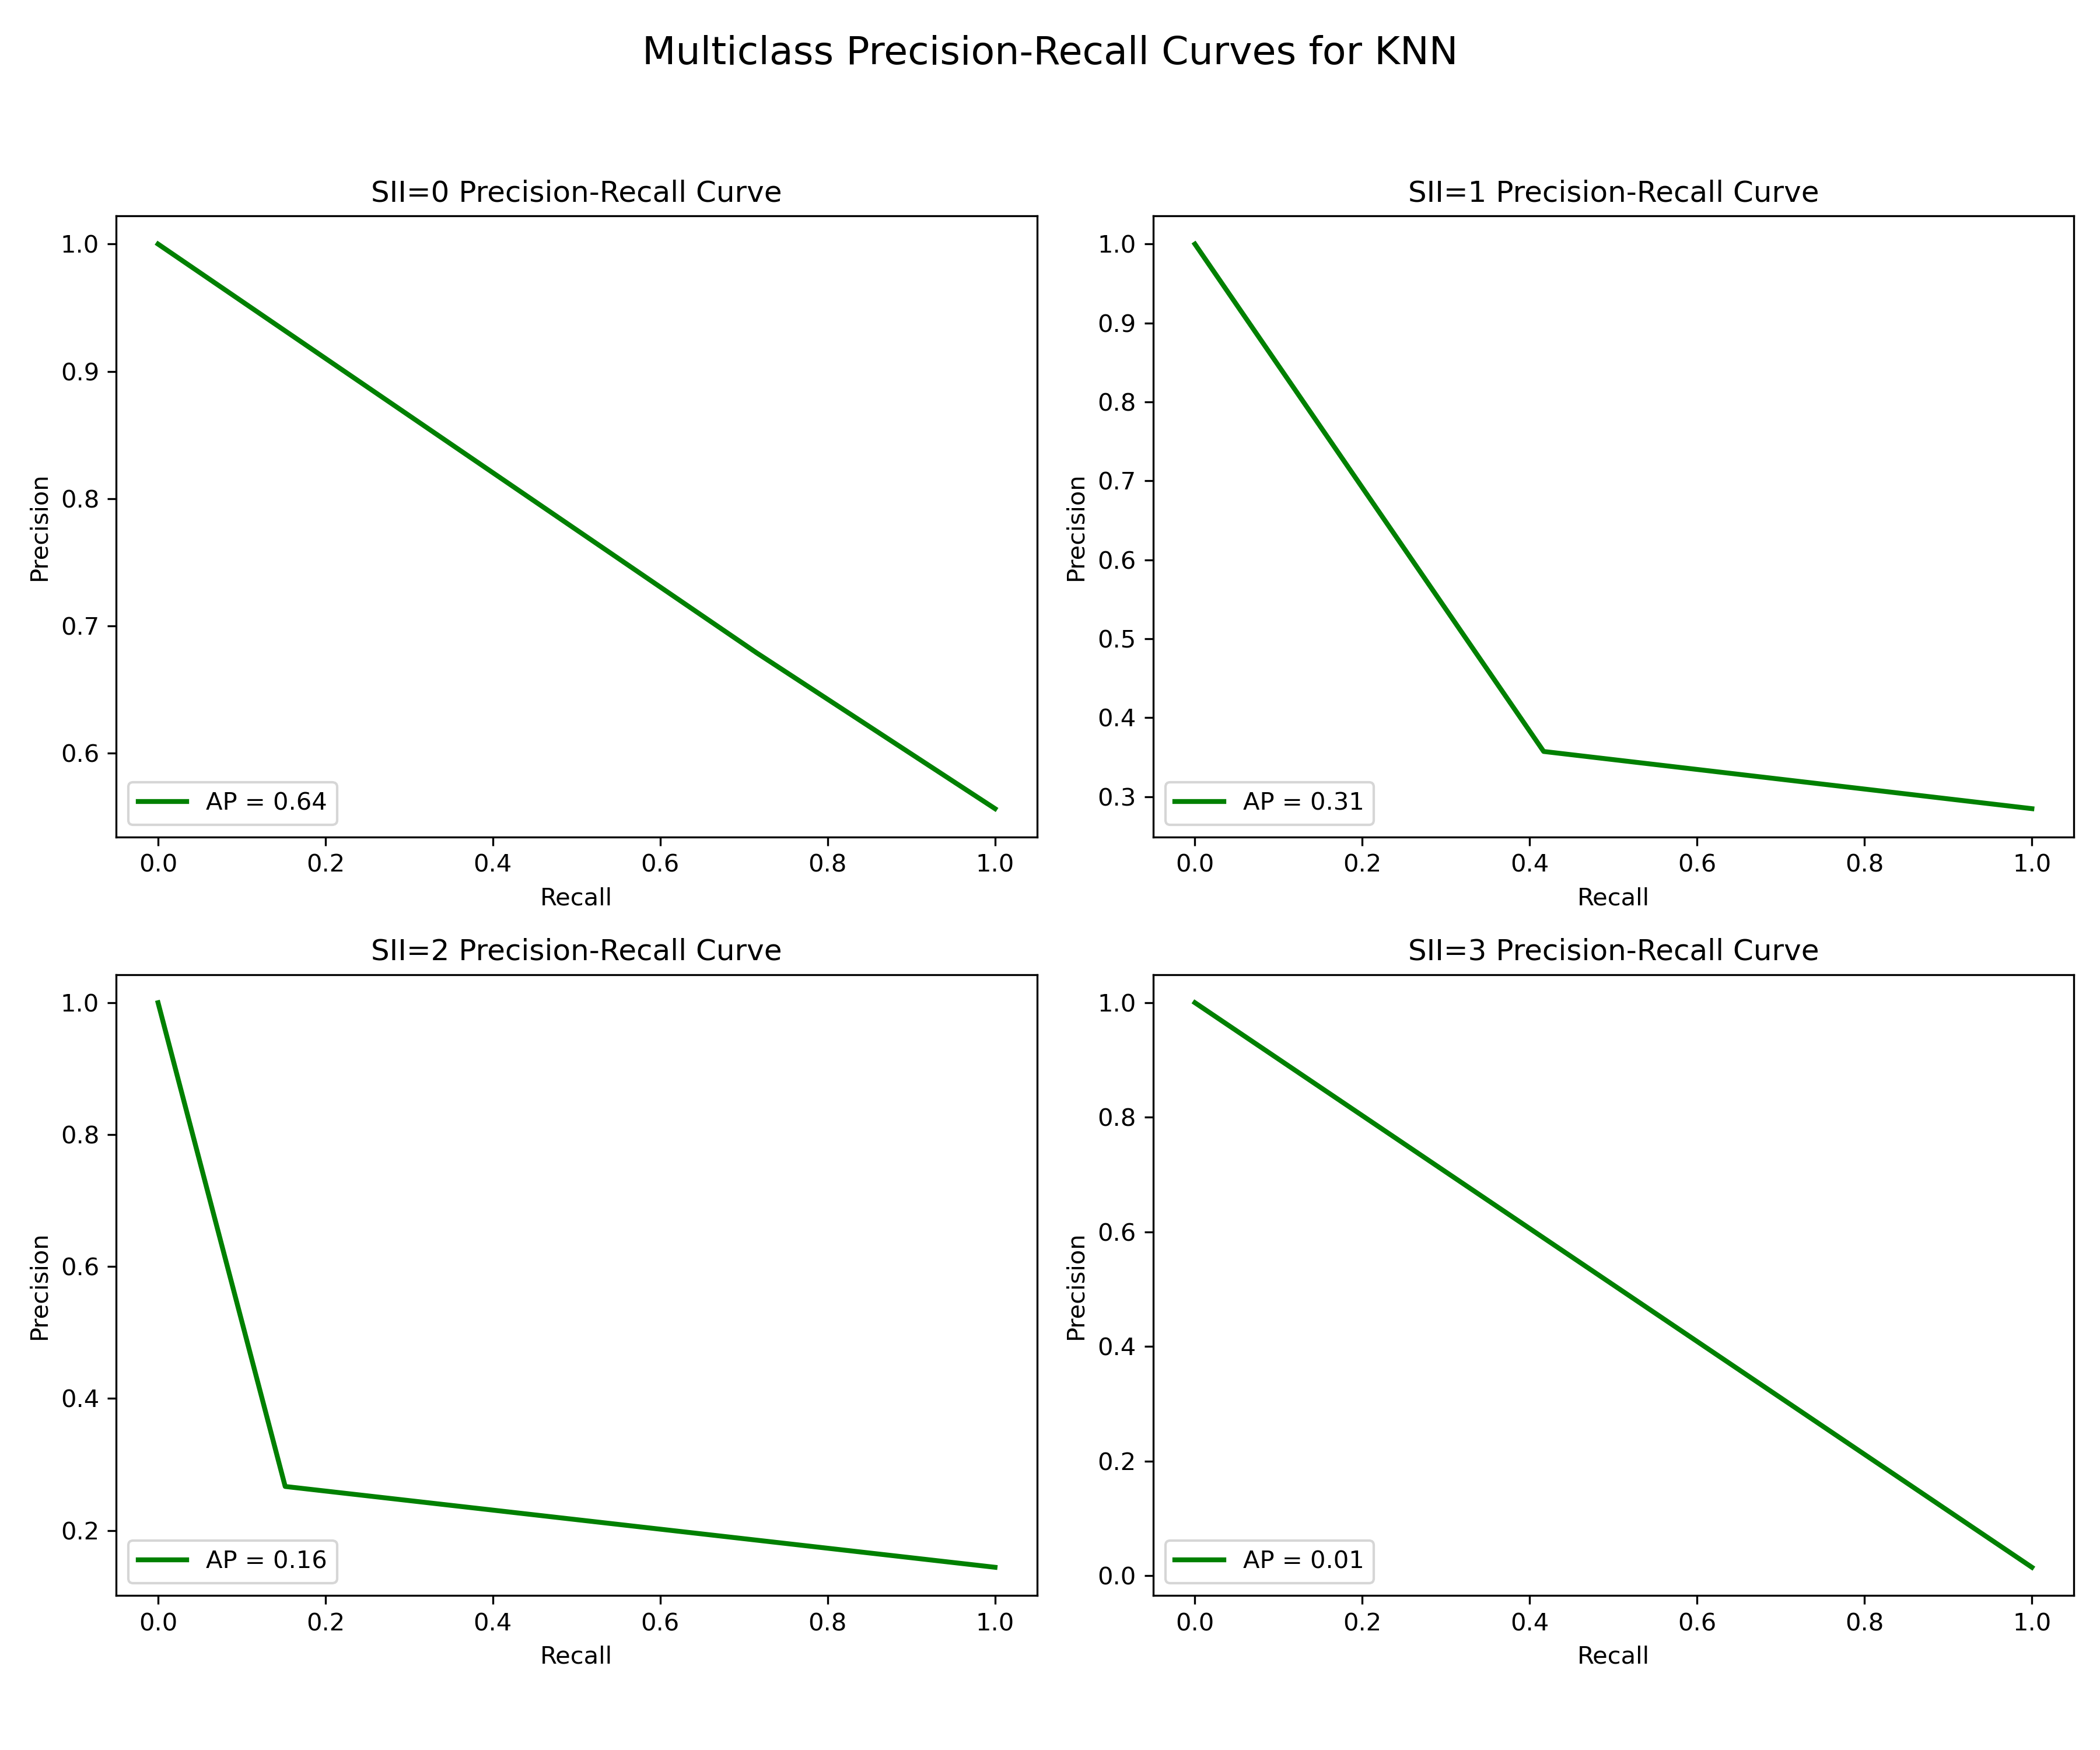 Multiclass Precision-Recall Curves for KNN
SII=0 Precision-Recall Curve
Precision
1.0
0.9
0.8
0.7
0.6
AP = 0.64
0.0 0.2 0.4 0.6 0.8 1.0
Recall
SII=1 Precision-Recall Curve
Precision
1.0
0.9
0.8
0.7
0.6
0.5
0.4
0.3
AP = 0.31
0.0 0.2 0.4 0.6 0.8 1.0
Recall
SII=2 Precision-Recall Curve
Precision
1.0
0.8
0.6
0.4
0.2
AP = 0.16
0.0 0.2 0.4 0.6 0.8 1.0
Recall
SII=3 Precision-Recall Curve
Precision
1.0
0.8
0.6
0.4
0.2
0.0
AP = 0.01
0.0 0.2 0.4 0.6 0.8 1.0
Recall